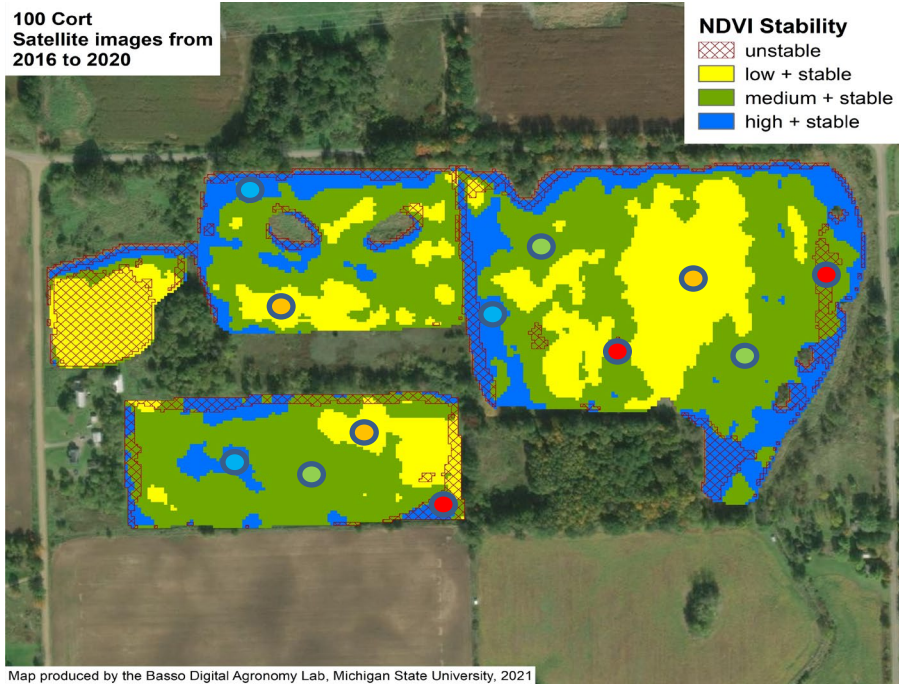 100 Cort
Satellite images from
2016 to 2020
NDVI Stability
unstable
low + stable
medium + stable
high + stable
Map produced by the Basso Digital Agronomy Lab, Michigan State University, 2021